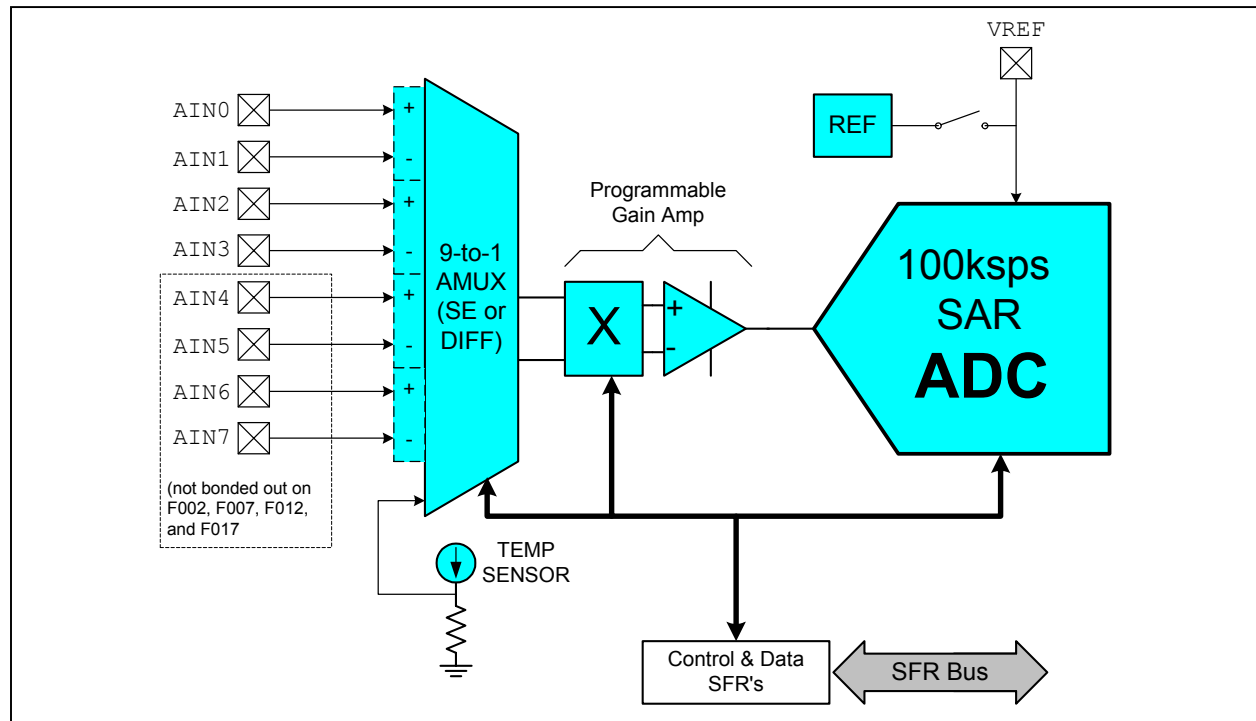 VREF
AIN0
+
REF
AIN1
-
AIN2
+
Programmable
Gain Amp
AIN3
-
9-to-1
AMUX
(SE or
DIFF)
100ksps
SAR
ADC
AIN4
+
X
+
-
AIN5
-
AIN6
+
AIN7
-
(not bonded out on
F002, F007, F012,
and F017
TEMP
SENSOR
Control & Data
SFR's
SFR Bus